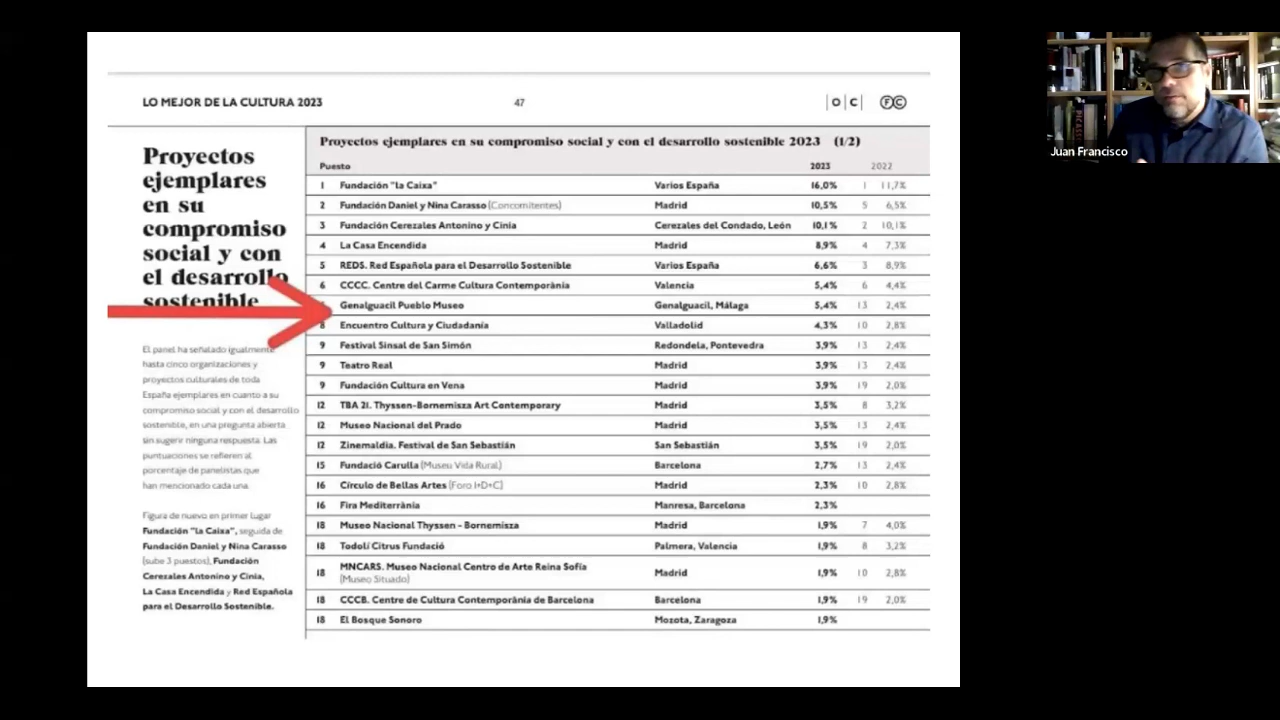 LO MEJOR DE LA CULTURA 2023
47
|O|C| FC
Proyectos
ejemplares
en su
compromiso
social y con
el desarrollo
sostenible
El panel ha señalado igualmente
hasta cinco organizaciones y
proyectos culturales de toda
España ejemplares en cuanto a su
compromiso social y con el desarrollo
sostenible, en una pregunta abierta
sin sugerir ninguna respuesta. Las
puntuaciones se refieren al
porcentaje de panelistas que
han mencionado cada una.
Figura de nuevo en primer lugar
Fundación "la Caixa", seguida de
Fundación Daniel y Nina Carasso
(sube 3 puestos), Fundación
Cerezales Antonino y Cinia,
La Casa Encendida y Red Española
para el Desarrollo Sostenible.
Proyectos ejemplares en su compromiso social y con el desarrollo sostenible 2023 (1/2)
Puesto 2023 2022
1 Fundación "la Caixa" Varios España 16,0% 1 11,7%
2 Fundación Daniel y Nina Carasso (Concomitentes) Madrid 10,5% 5 6,5%
3 Fundación Cerezales Antonino y Cinia Cerezales del Condado, León 10,1% 2 10,1%
4 La Casa Encendida Madrid 8,9% 4 7,3%
5 REDS. Red Española para el Desarrollo Sostenible Varios España 6,6% 3 8,9%
6 CCCC. Centre del Carme Cultura Contemporània Valencia 5,4% 6 4,4%
Genalguacil Pueblo Museo Genalguacil, Málaga 5,4% 13 2,4%
8 Encuentro Cultura y Ciudadanía Valladolid 4,3% 10 2,8%
9 Festival Sinsal de San Simón Redondela, Pontevedra 3,9% 13 2,4%
9 Teatro Real Madrid 3,9% 13 2,4%
9 Fundación Cultura en Vena Madrid 3,9% 19 2,0%
12 TBA 21. Thyssen-Bornemisza Art Contemporary Madrid 3,5% 8 3,2%
12 Museo Nacional del Prado Madrid 3,5% 13 2,4%
12 Zinemaldia. Festival de San Sebastián San Sebastián 3,5% 19 2,0%
15 Fundació Carulla (Museu Vida Rural) Barcelona 2,7% 13 2,4%
16 Círculo de Bellas Artes (Foro I+D+C) Madrid 2,3% 10 2,8%
16 Fira Mediterrània Manresa, Barcelona 2,3%
18 Museo Nacional Thyssen - Bornemisza Madrid 1,9% 7 4,0%
18 Todolí Citrus Fundació Palmera, Valencia 1,9% 8 3,2%
18 MNCARS. Museo Nacional Centro de Arte Reina Sofía Madrid 1,9% 10 2,8%
(Museo Situado)
18 CCCB. Centre de Cultura Contemporània de Barcelona Barcelona 1,9% 19 2,0%
18 El Bosque Sonoro Mozota, Zaragoza 1,9%
PICASSO
Juan Francisco